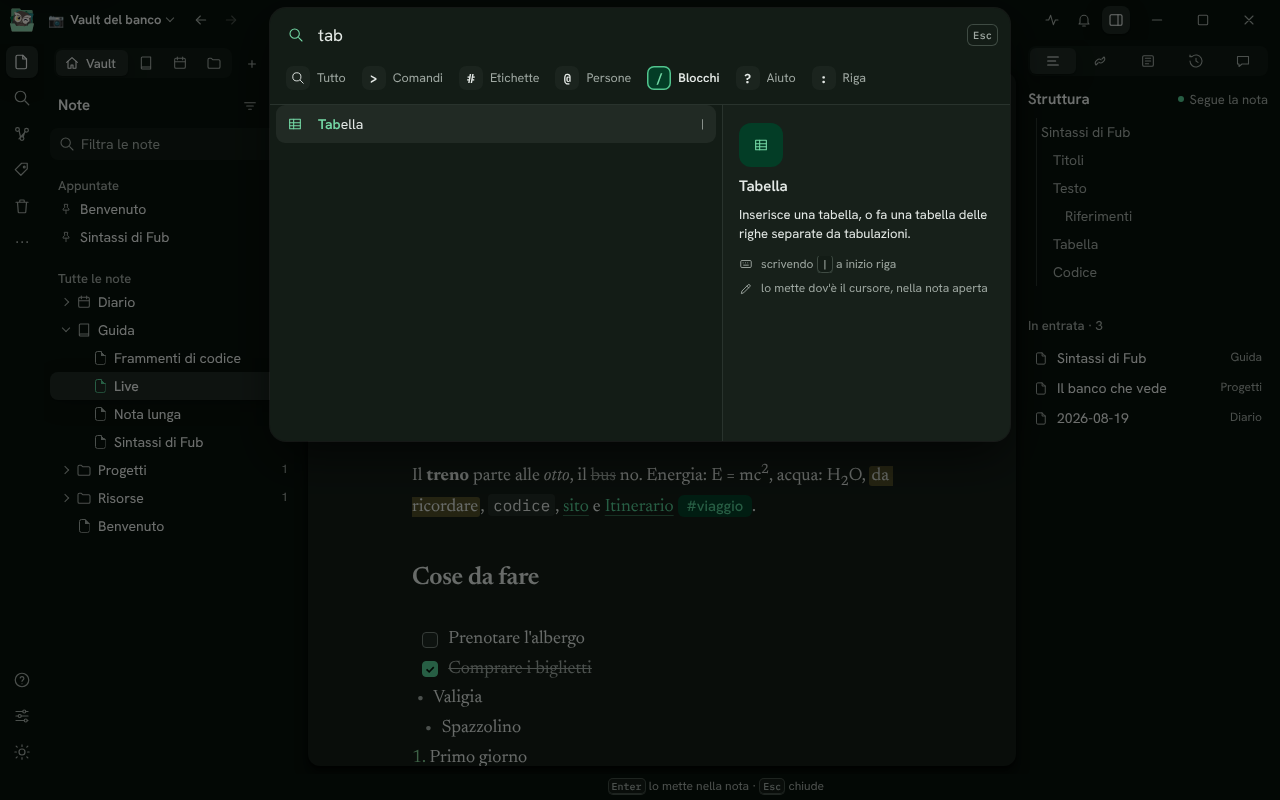 Vault del banco
tab
Esc
Tutto
> Comandi
# Etichette
@ Persone
/ Blocchi
? Aiuto
: Riga
Vault
Note
Filtra le note
Appuntate
Benvenuto
Sintassi di Fub
Tutte le note
Diario
Guida
Frammenti di codice
Live
Nota lunga
Sintassi di Fub
Progetti 1
Risorse 1
Benvenuto
Tabella |
Tabella
Inserisce una tabella, o fa una tabella delle
righe separate da tabulazioni.
scrivendo | a inizio riga
lo mette dov'è il cursore, nella nota aperta
Il treno parte alle otto, il bus no. Energia: E = mc2, acqua: H2O, da
ricordare, codice, sito e Itinerario #viaggio.
Cose da fare
Prenotare l'albergo
Comprare i biglietti
• Valigia
• Spazzolino
1. Primo giorno
Struttura
Segue la nota
Sintassi di Fub
Titoli
Testo
Riferimenti
Tabella
Codice
In entrata · 3
Sintassi di Fub Guida
Il banco che vede Progetti
2026-08-19 Diario
Enter lo mette nella nota · Esc chiude